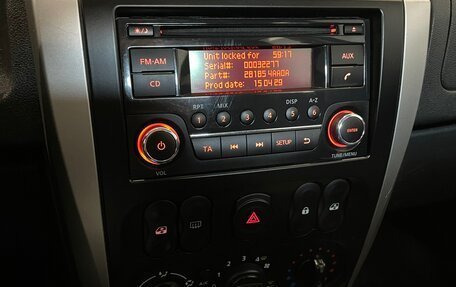 Unit locked for 59:17
Serial#: 00032277
Part#: 28185 4AA0A
Prod date: 15 04 29
FM•AM
CD
AUX
RPT MIX DISP A-Z
1 2 3 4 5 6
ENTER
VOL
TA SETUP
TUNE/MENU